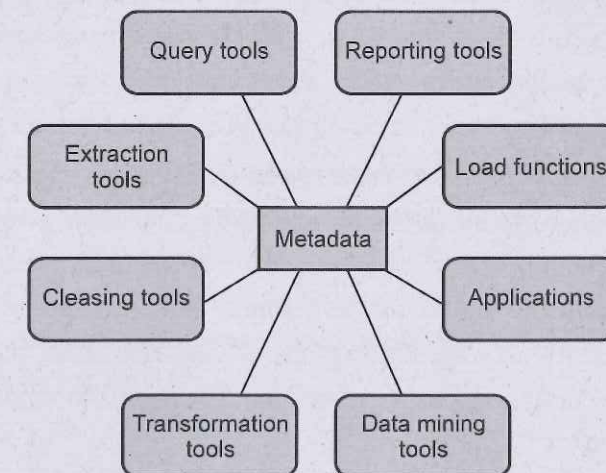 Query tools
Reporting tools
Extraction
tools
Load functions
Metadata
Cleasing tools
Applications
Transformation
tools
Data mining
tools